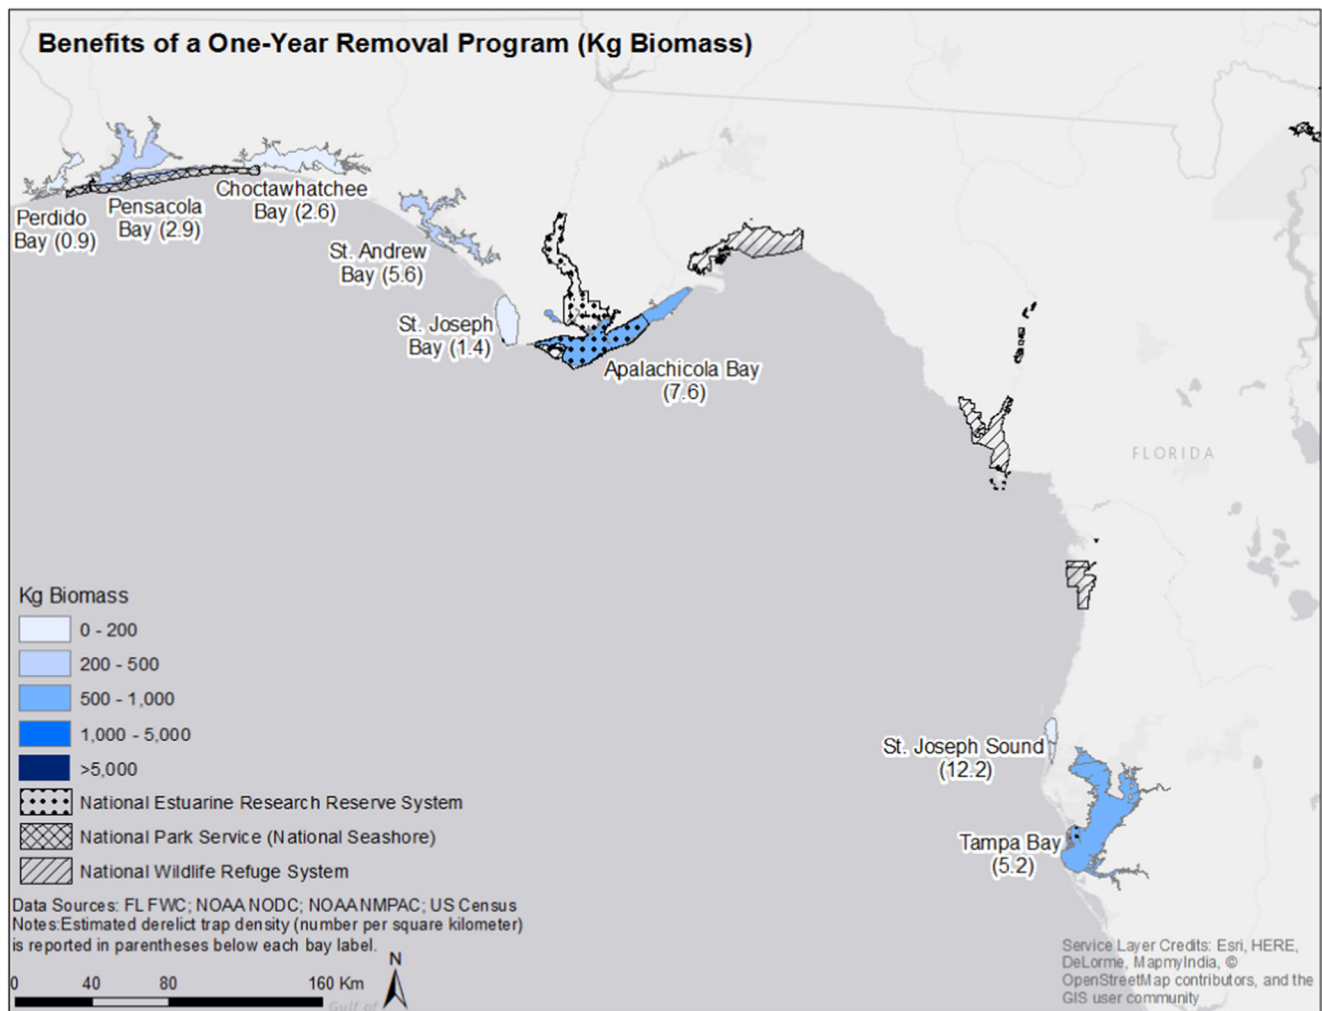 Benefits of a One-Year Removal Program (Kg Biomass)
Perdido
Bay (0.9)
Pensacola
Bay (2.9)
Choctawhatchee
Bay (2.6)
St. Andrew
Bay (5.6)
St. Joseph
Bay (1.4)
Apalachicola Bay
(7.6)
FLORIDA
St. Joseph Sound
(12.2)
Tampa Bay
(5.2)
Kg Biomass
0 - 200
200 - 500
500 - 1,000
1,000 - 5,000
>5,000
National Estuarine Research Reserve System
National Park Service (National Seashore)
National Wildlife Refuge System
Data Sources: FL FWC; NOAA NODC; NOAA NMPAC; US Census
Notes:Estimated derelict trap density (number per square kilometer)
is reported in parentheses below each bay label.
N
0 40 80 160 Km
Gulf of
Service Layer Credits: Esri, HERE,
DeLorme, MapmyIndia, ©
OpenStreetMap contributors, and the
GIS user community